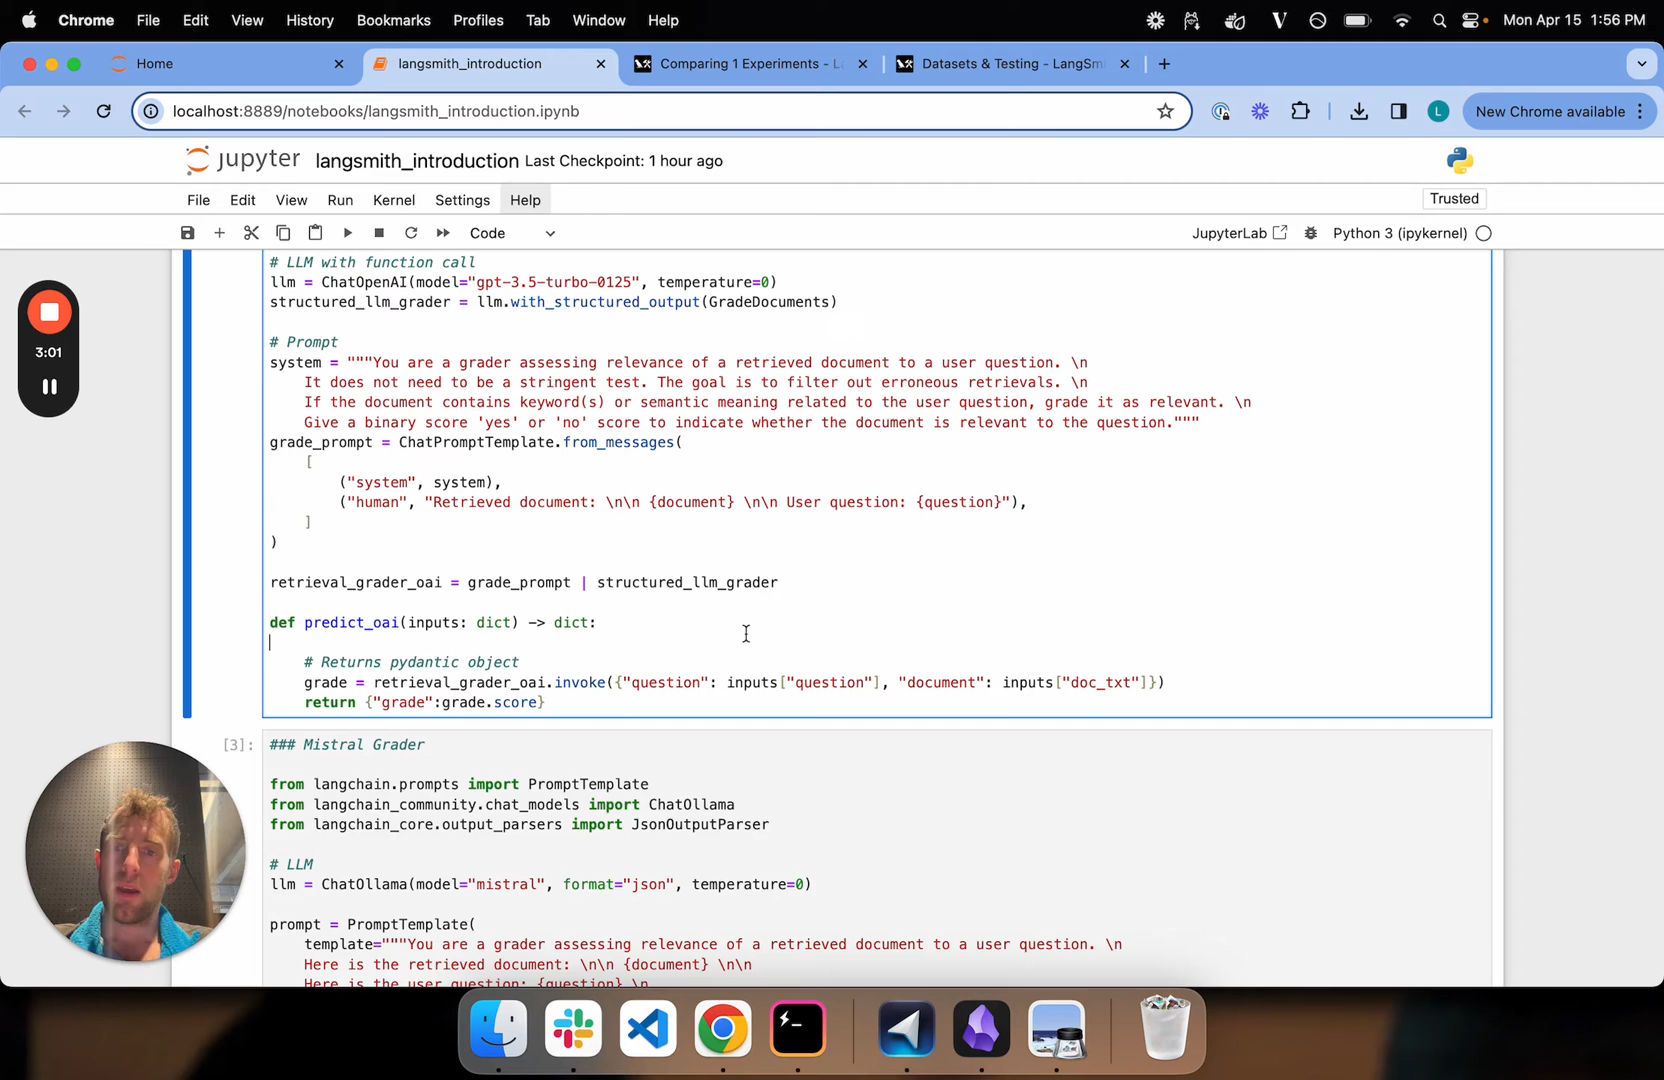 Chrome File Edit View History Bookmarks Profiles Tab Window Help Mon Apr 15 1:56 PM
Home langsmith_introduction Comparing 1 Experiments - L Datasets & Testing - LangSm
localhost:8889/notebooks/langsmith_introduction.ipynb L New Chrome available
jupyter langsmith_introduction Last Checkpoint: 1 hour ago
File Edit View Run Kernel Settings Help Trusted
Code JupyterLab Python 3 (ipykernel)
# LLM with function call
llm = ChatOpenAI(model="gpt-3.5-turbo-0125", temperature=0)
structured_llm_grader = llm.with_structured_output(GradeDocuments)
3:01
# Prompt
system = """You are a grader assessing relevance of a retrieved document to a user question. \n
It does not need to be a stringent test. The goal is to filter out erroneous retrievals. \n
If the document contains keyword(s) or semantic meaning related to the user question, grade it as relevant. \n
Give a binary score 'yes' or 'no' score to indicate whether the document is relevant to the question."""
grade_prompt = ChatPromptTemplate.from_messages(
[
("system", system),
("human", "Retrieved document: \n\n {document} \n\n User question: {question}"),
]
)
retrieval_grader_oai = grade_prompt | structured_llm_grader
def predict_oai(inputs: dict) -> dict:
# Returns pydantic object
grade = retrieval_grader_oai.invoke({"question": inputs["question"], "document": inputs["doc_txt"]})
return {"grade":grade.score}
[3]: ### Mistral Grader
from langchain.prompts import PromptTemplate
from langchain_community.chat_models import ChatOllama
from langchain_core.output_parsers import JsonOutputParser
# LLM
llm = ChatOllama(model="mistral", format="json", temperature=0)
prompt = PromptTemplate(
template="""You are a grader assessing relevance of a retrieved document to a user question. \n
Here is the retrieved document: \n\n {document} \n\n
Here is the user question: {question} \n